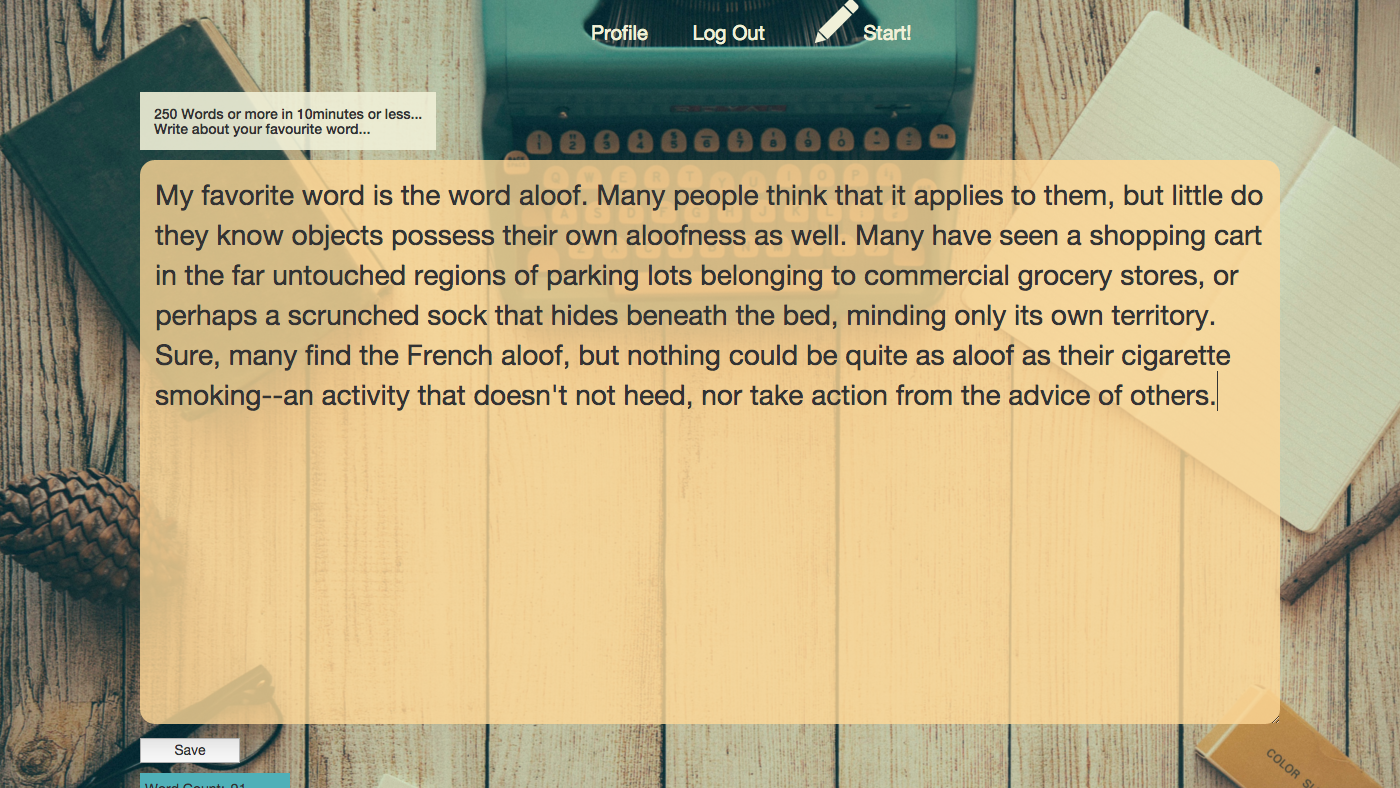 Profile Log Out Start!
250 Words or more in 10minutes or less...
Write about your favourite word...
My favorite word is the word aloof. Many people think that it applies to them, but little do
they know objects possess their own aloofness as well. Many have seen a shopping cart
in the far untouched regions of parking lots belonging to commercial grocery stores, or
perhaps a scrunched sock that hides beneath the bed, minding only its own territory.
Sure, many find the French aloof, but nothing could be quite as aloof as their cigarette
smoking--an activity that doesn't not heed, nor take action from the advice of others.
Save
Word Count: 91
COLOR